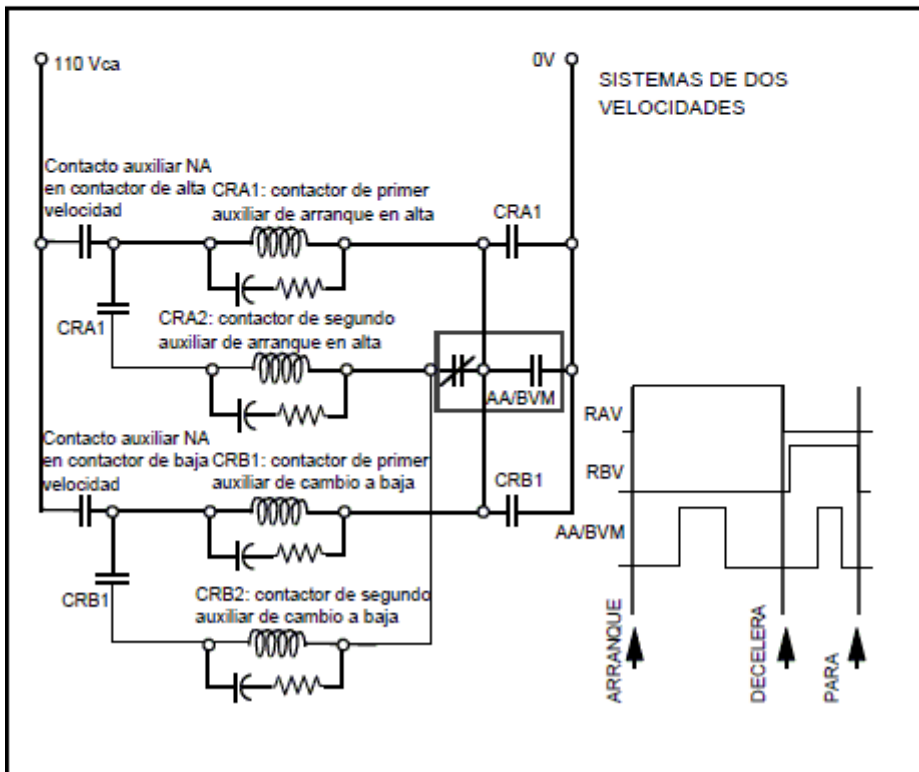 110 Vca
0V
SISTEMAS DE DOS
VELOCIDADES
Contacto auxiliar NA
en contactor de alta
velocidad
CRA1: contactor de primer
auxiliar de arranque en alta
CRA1
CRA1
CRA2: contactor de segundo
auxiliar de arranque en alta
AA/BVM
Contacto auxiliar NA
en contactor de baja
velocidad
CRB1: contactor de primer
auxiliar de cambio a baja
CRB1
CRB1
CRB2: contactor de segundo
auxiliar de cambio a baja
RAV
RBV
AA/BVM
ARRANQUE
DECELERA
PARA